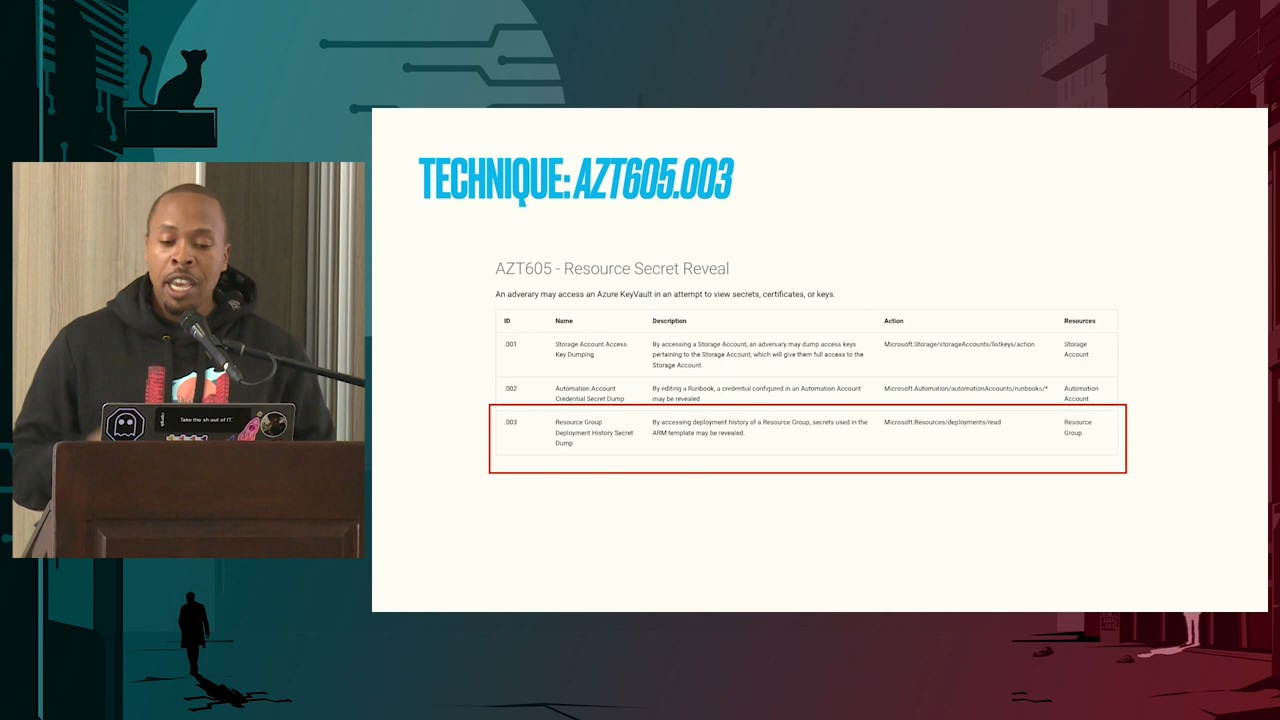 TECHNIQUE: AZT605.003
AZT605 - Resource Secret Reveal
An adverary may access an Azure KeyVault in an attempt to view secrets, certificates, or keys.
ID Name Description Action Resources
.001 Storage Account Access Key Dumping By accessing a Storage Account, an adversary may dump access keys pertaining to the Storage Account, which will give them full access to the Storage Account. Microsoft.Storage/storageAccounts/listkeys/action Storage Account
.002 Automation Account Credential Secret Dump By editing a Runbook, a credential configured in an Automation Account may be revealed Microsoft.Automation/automationAccounts/runbooks/* Automation Account
.003 Resource Group Deployment History Secret Dump By accessing deployment history of a Resource Group, secrets used in the ARM template may be revealed. Microsoft.Resources/deployments/read Resource Group
Take the sh out of IT.